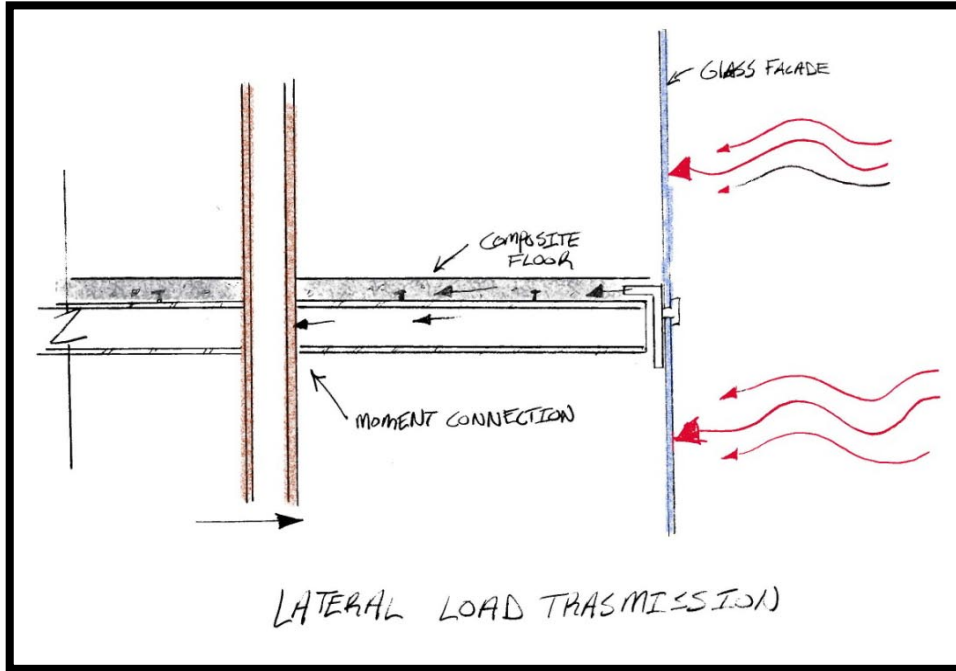 GLASS FACADE
COMPOSITE
FLOOR
MOMENT CONNECTION
LATERAL LOAD TRASMISSION